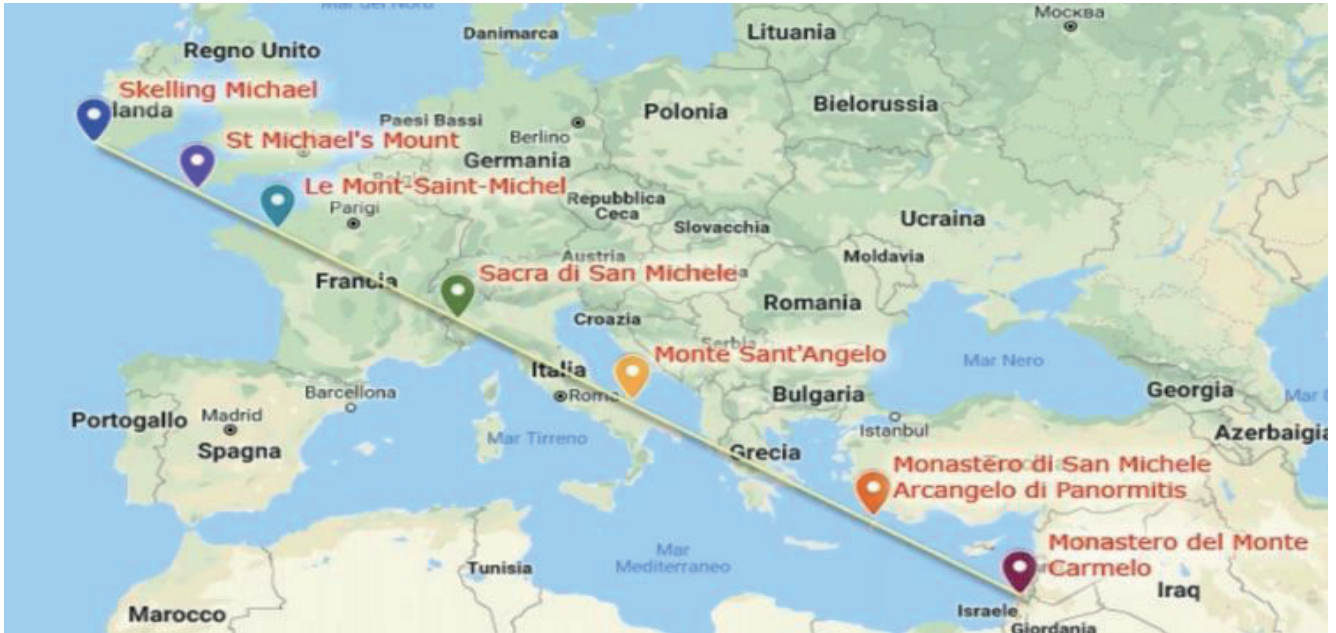 Mar del Nord
Москва
Danimarca
Lituania
Regno Unito
Skelling Michael
landa
Bielorussia
Polonia
Paesi Bassi
Berlino
St Michael's Mount
Germania
Le Mont-Saint-Michel
Parigi
Repubblica
Ceca
Ucraina
Slovacchia
Austria
Moldavia
Francia
Sacra di San Michele
Romania
Croazia
Serbia
Monte Sant'Angelo
Mar Nero
Italia
Barcellona
Roma
Bulgaria
Georgia
Portogallo
Madrid
Istanbul
Azerbaigia
Spagna
Mar Tirreno
Grecia
Monastero di San Michele
Arcangelo di Panormitis
Mar
Mediterraneo
Monastero del Monte
Carmelo
Tunisia
Iraq
Marocco
Israele
Giordania